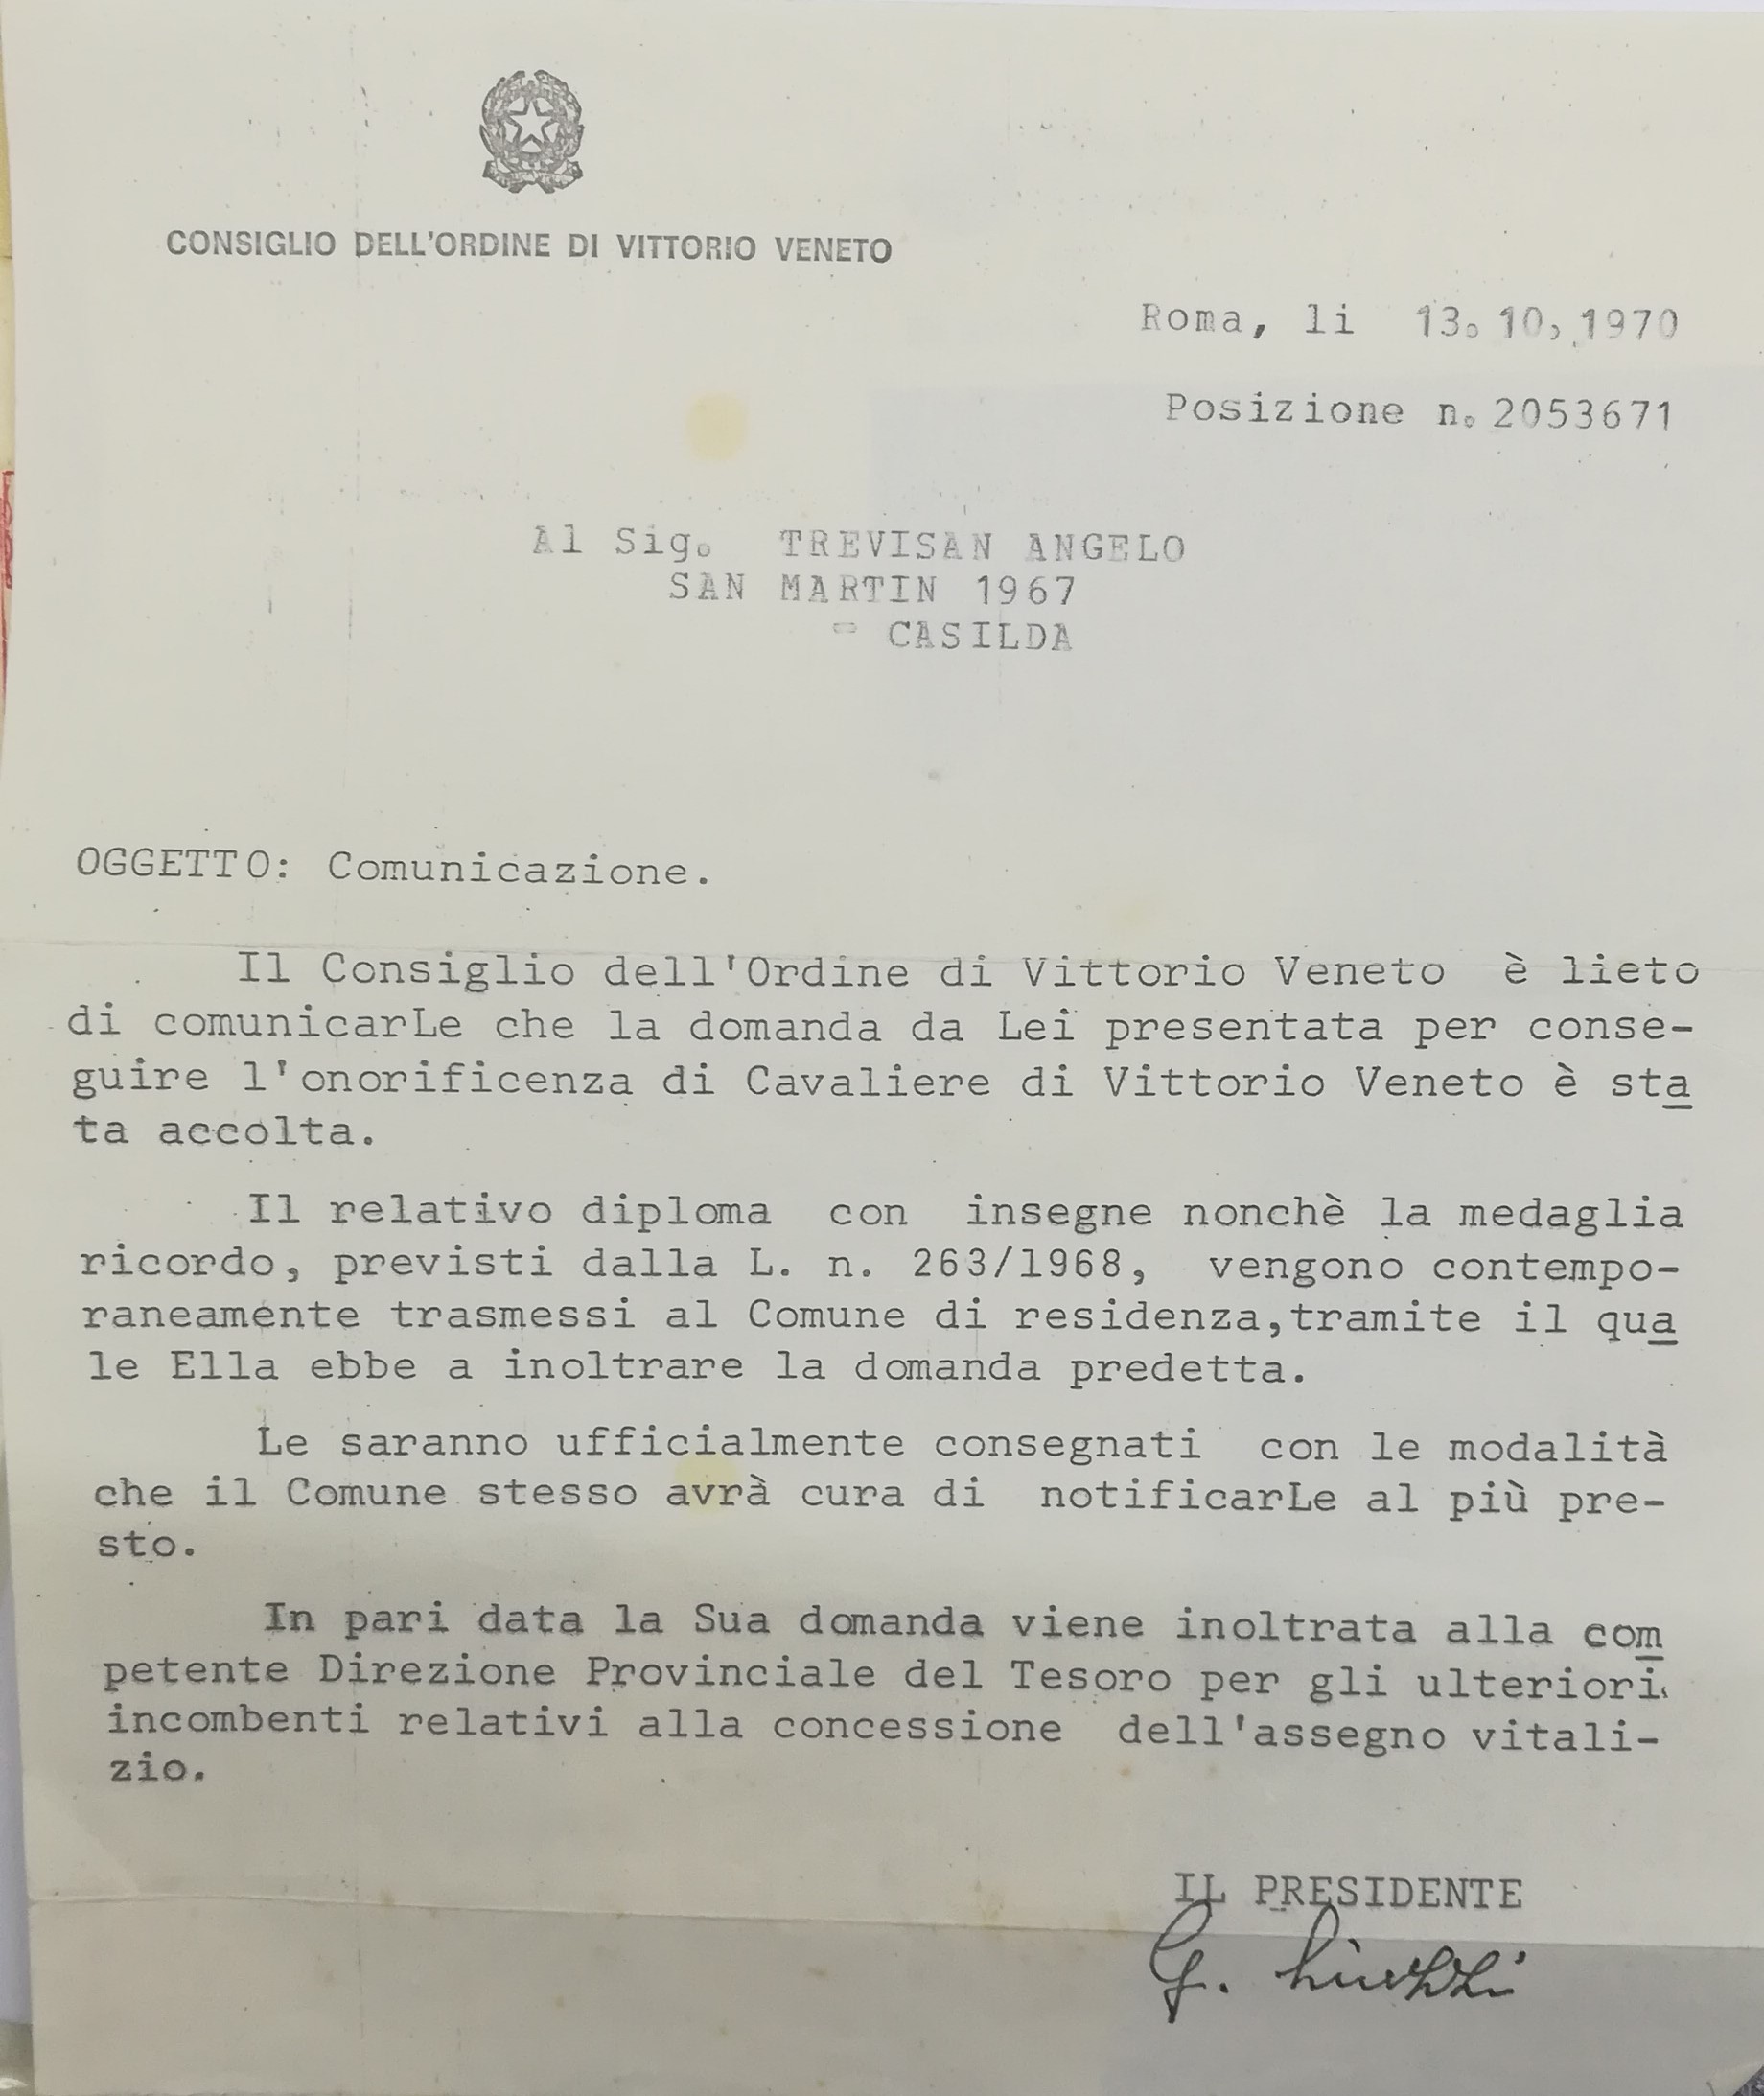 CONSIGLIO DELL'ORDINE DI VITTORIO VENETO
Roma, li 13.10.1970
Posizione n. 2053671
Al Sig. TREVISAN ANGELO
SAN MARTIN 1967
- CASILDA
OGGETTO: Comunicazione.
Il Consiglio dell'Ordine di Vittorio Veneto è lieto
di comunicarLe che la domanda da Lei presentata per conse-
guire l'onorificenza di Cavaliere di Vittorio Veneto è sta
ta accolta.
Il relativo diploma con insegne nonchè la medaglia
ricordo, previsti dalla L. n. 263/1968, vengono contempo-
raneamente trasmessi al Comune di residenza,tramite il qua
le Ella ebbe a inoltrare la domanda predetta.
Le saranno ufficialmente consegnati con le modalità
che il Comune stesso avrà cura di notificarLe al più pre-
sto.
In pari data la Sua domanda viene inoltrata alla com
petente Direzione Provinciale del Tesoro per gli ulteriori
incombenti relativi alla concessione dell'assegno vitali-
zio.
IL PRESIDENTE
G.